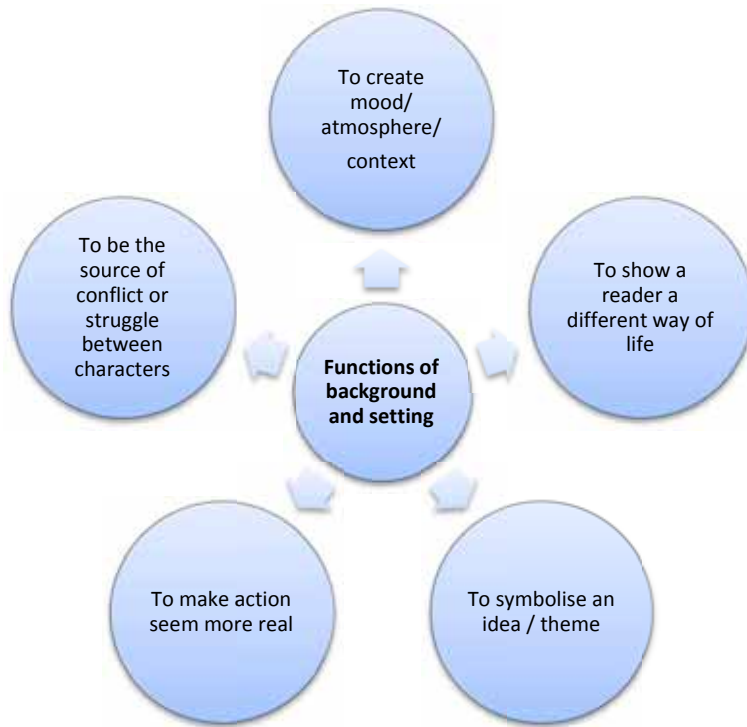 To create
mood/
atmosphere/
context
To be the
source of
conflict or
struggle
between
characters
To show a
reader a
different way of
life
Functions of
background
and setting
To make action
seem more real
To symbolise an
idea / theme